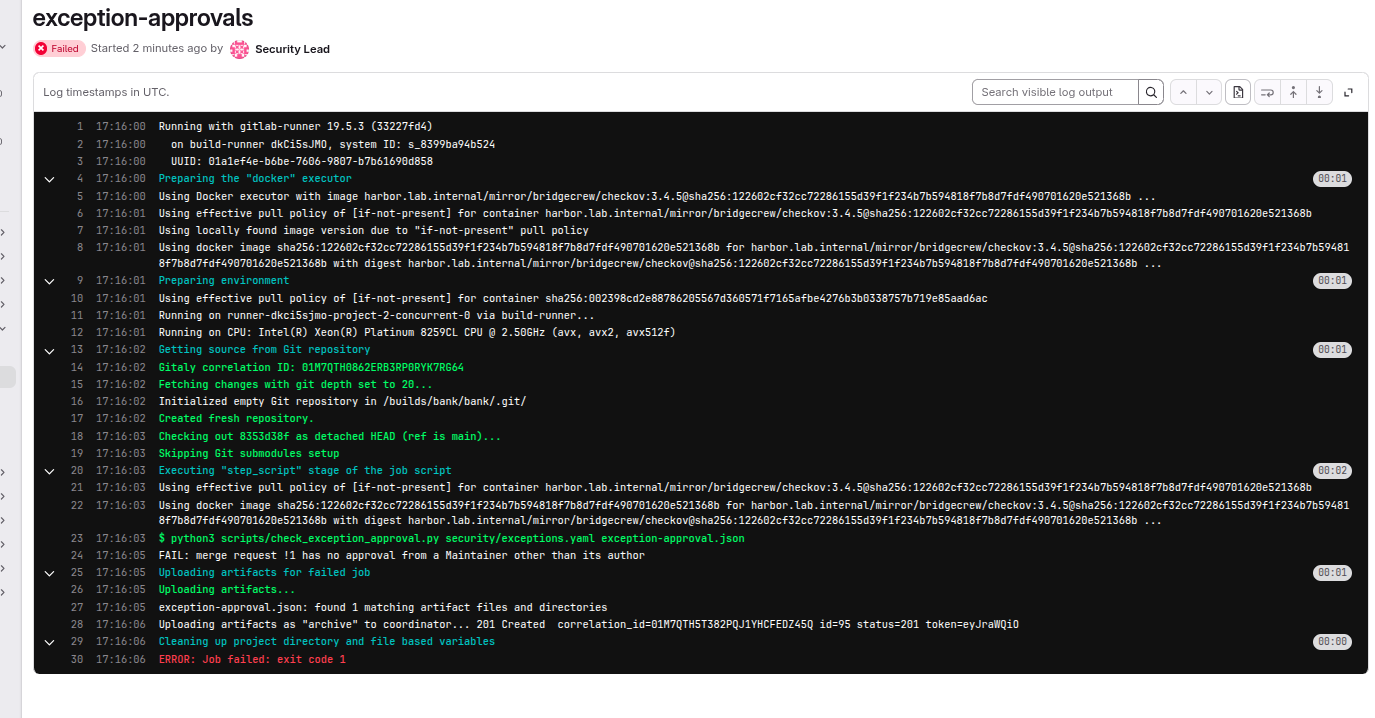 exception-approvals
Failed Started 2 minutes ago by Security Lead
Log timestamps in UTC.
Search visible log output
1 17:16:00 Running with gitlab-runner 19.5.3 (33227fd4)
2 17:16:00 on build-runner dkCi5sJMO, system ID: s_8399ba94b524
3 17:16:00 UUID: 01a1ef4e-b6be-7606-9807-b7b61690d858
4 17:16:00 Preparing the "docker" executor 00:01
5 17:16:00 Using Docker executor with image harbor.lab.internal/mirror/bridgecrew/checkov:3.4.5@sha256:122602cf32cc72286155d39f1f234b7b594818f7b8d7fdf490701620e521368b ...
6 17:16:01 Using effective pull policy of [if-not-present] for container harbor.lab.internal/mirror/bridgecrew/checkov:3.4.5@sha256:122602cf32cc72286155d39f1f234b7b594818f7b8d7fdf490701620e521368b
7 17:16:01 Using locally found image version due to "if-not-present" pull policy
8 17:16:01 Using docker image sha256:122602cf32cc72286155d39f1f234b7b594818f7b8d7fdf490701620e521368b for harbor.lab.internal/mirror/bridgecrew/checkov:3.4.5@sha256:122602cf32cc72286155d39f1f234b7b59481
8f7b8d7fdf490701620e521368b with digest harbor.lab.internal/mirror/bridgecrew/checkov@sha256:122602cf32cc72286155d39f1f234b7b594818f7b8d7fdf490701620e521368b ...
9 17:16:01 Preparing environment 00:01
10 17:16:01 Using effective pull policy of [if-not-present] for container sha256:002398cd2e88786205567d360571f7165afbe4276b3b0338757b719e85aad6ac
11 17:16:01 Running on runner-dkci5sjmo-project-2-concurrent-0 via build-runner...
12 17:16:01 Running on CPU: Intel(R) Xeon(R) Platinum 8259CL CPU @ 2.50GHz (avx, avx2, avx512f)
13 17:16:02 Getting source from Git repository 00:01
14 17:16:02 Gitaly correlation ID: 01M7QTH0862ERB3RP0RYK7RG64
15 17:16:02 Fetching changes with git depth set to 20...
16 17:16:02 Initialized empty Git repository in /builds/bank/bank/.git/
17 17:16:02 Created fresh repository.
18 17:16:03 Checking out 8353d38f as detached HEAD (ref is main)...
19 17:16:03 Skipping Git submodules setup
20 17:16:03 Executing "step_script" stage of the job script 00:02
21 17:16:03 Using effective pull policy of [if-not-present] for container harbor.lab.internal/mirror/bridgecrew/checkov:3.4.5@sha256:122602cf32cc72286155d39f1f234b7b594818f7b8d7fdf490701620e521368b
22 17:16:03 Using docker image sha256:122602cf32cc72286155d39f1f234b7b594818f7b8d7fdf490701620e521368b for harbor.lab.internal/mirror/bridgecrew/checkov:3.4.5@sha256:122602cf32cc72286155d39f1f234b7b59481
8f7b8d7fdf490701620e521368b with digest harbor.lab.internal/mirror/bridgecrew/checkov@sha256:122602cf32cc72286155d39f1f234b7b594818f7b8d7fdf490701620e521368b ...
23 17:16:03 $ python3 scripts/check_exception_approval.py security/exceptions.yaml exception-approval.json
24 17:16:05 FAIL: merge request !1 has no approval from a Maintainer other than its author
25 17:16:05 Uploading artifacts for failed job 00:01
26 17:16:05 Uploading artifacts...
27 17:16:05 exception-approval.json: found 1 matching artifact files and directories
28 17:16:06 Uploading artifacts as "archive" to coordinator... 201 Created correlation_id=01M7QTH5T382PQJ1YHCFEDZ45Q id=95 status=201 token=eyJraWQiO
29 17:16:06 Cleaning up project directory and file based variables 00:00
30 17:16:06 ERROR: Job failed: exit code 1